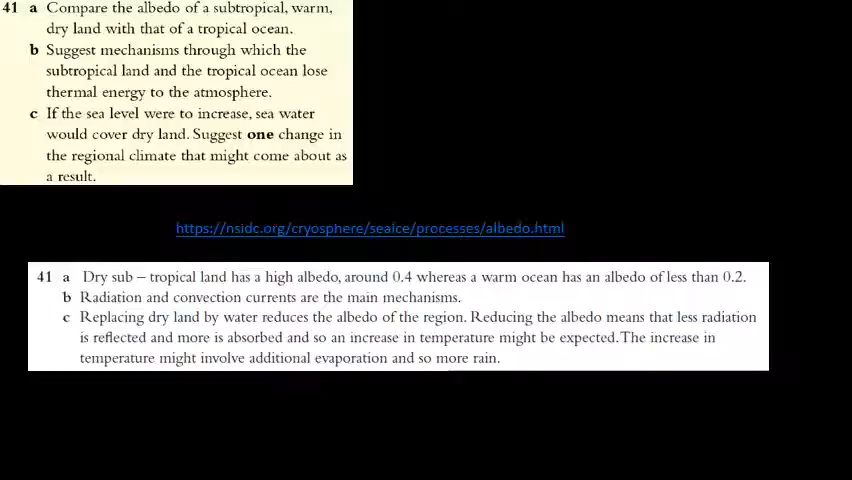 41 a Compare the albedo of a subtropical, warm,
dry land with that of a tropical ocean.
b Suggest mechanisms through which the
subtropical land and the tropical ocean lose
thermal energy to the atmosphere.
c If the sea level were to increase, sea water
would cover dry land. Suggest one change in
the regional climate that might come about as
a result.
https://nsidc.org/cryosphere/seaice/processes/albedo.html
41 a Dry sub – tropical land has a high albedo, around 0.4 whereas a warm ocean has an albedo of less than 0.2.
b Radiation and convection currents are the main mechanisms.
c Replacing dry land by water reduces the albedo of the region. Reducing the albedo means that less radiation
is reflected and more is absorbed and so an increase in temperature might be expected. The increase in
temperature might involve additional evaporation and so more rain.